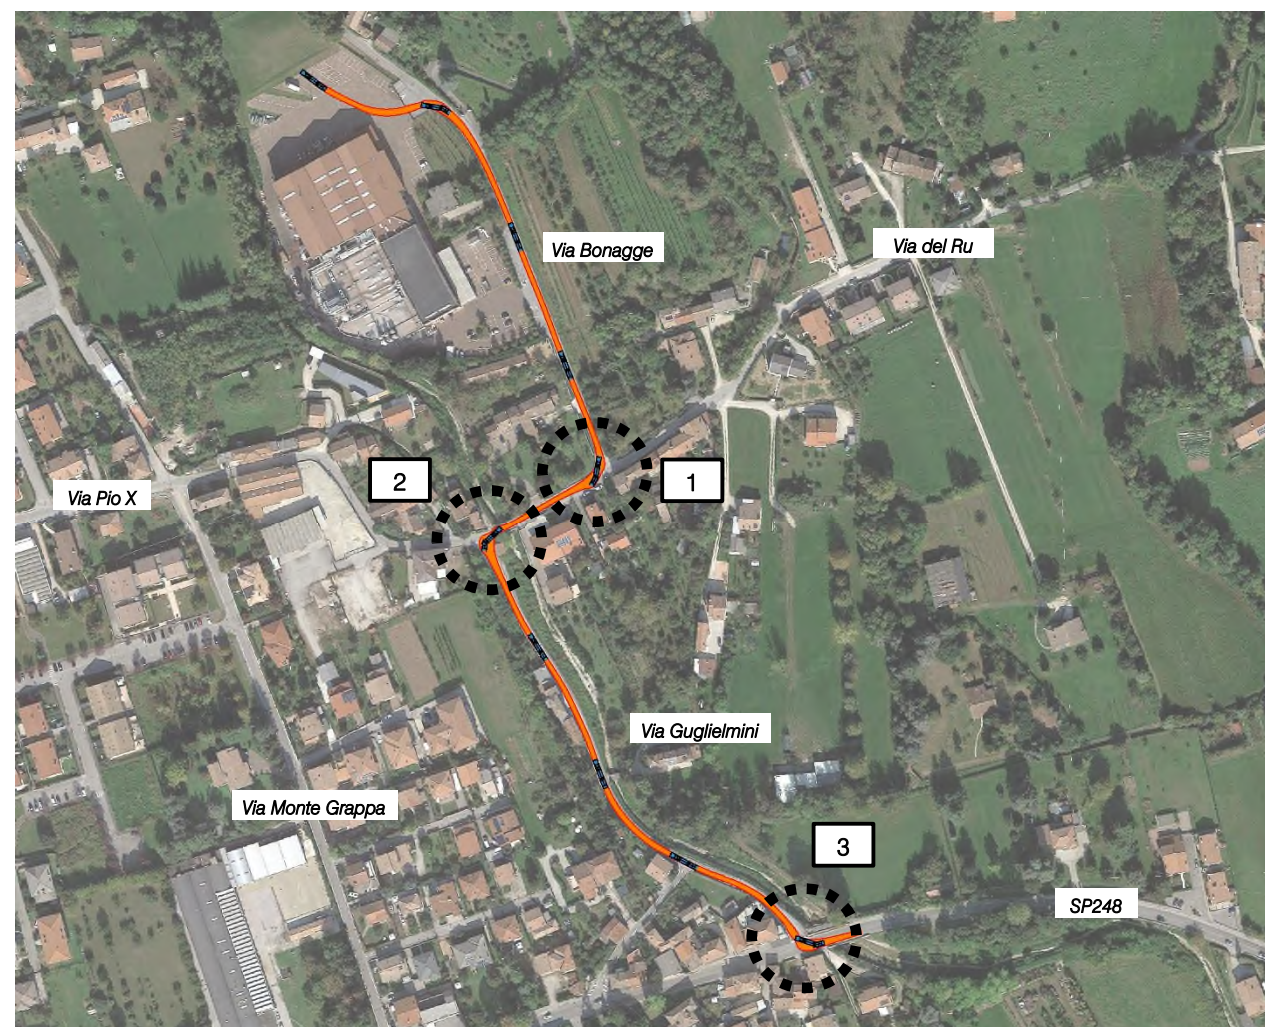 Via Bonagge
Via del Ru
2
1
Via Pio X
Via Guglielmini
Via Monte Grappa
3
SP248